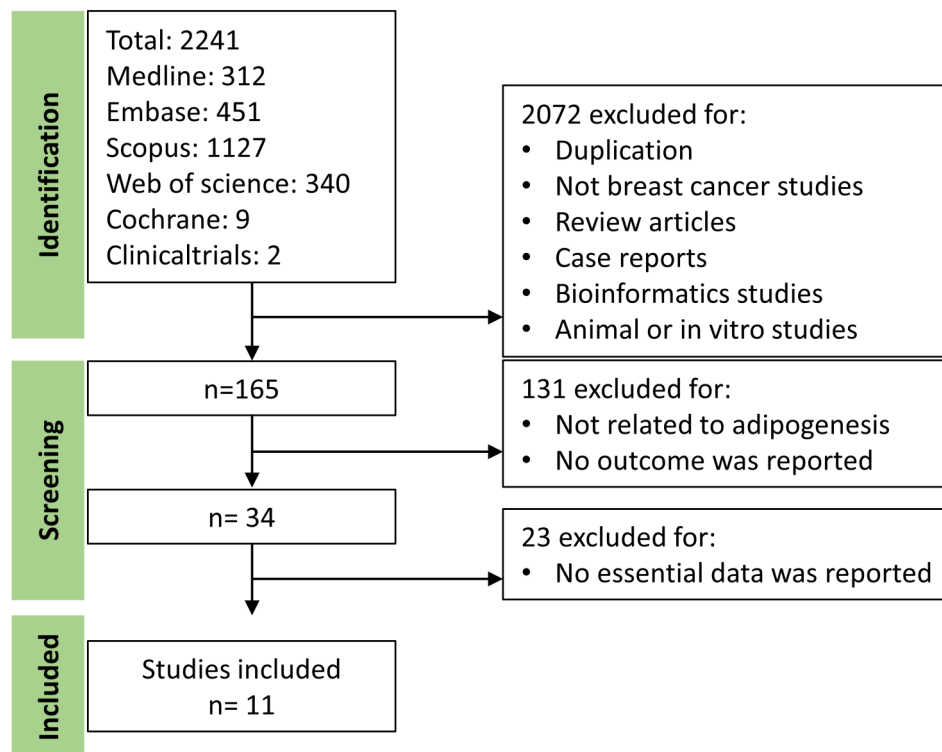 Identification
Total: 2241
Medline: 312
Embase: 451
Scopus: 1127
Web of science: 340
Cochrane: 9
Clinicaltrials: 2
2072 excluded for:
• Duplication
• Not breast cancer studies
• Review articles
• Case reports
• Bioinformatics studies
• Animal or in vitro studies
Screening
n=165
131 excluded for:
• Not related to adipogenesis
• No outcome was reported
n= 34
23 excluded for:
• No essential data was reported
Included
Studies included
n= 11